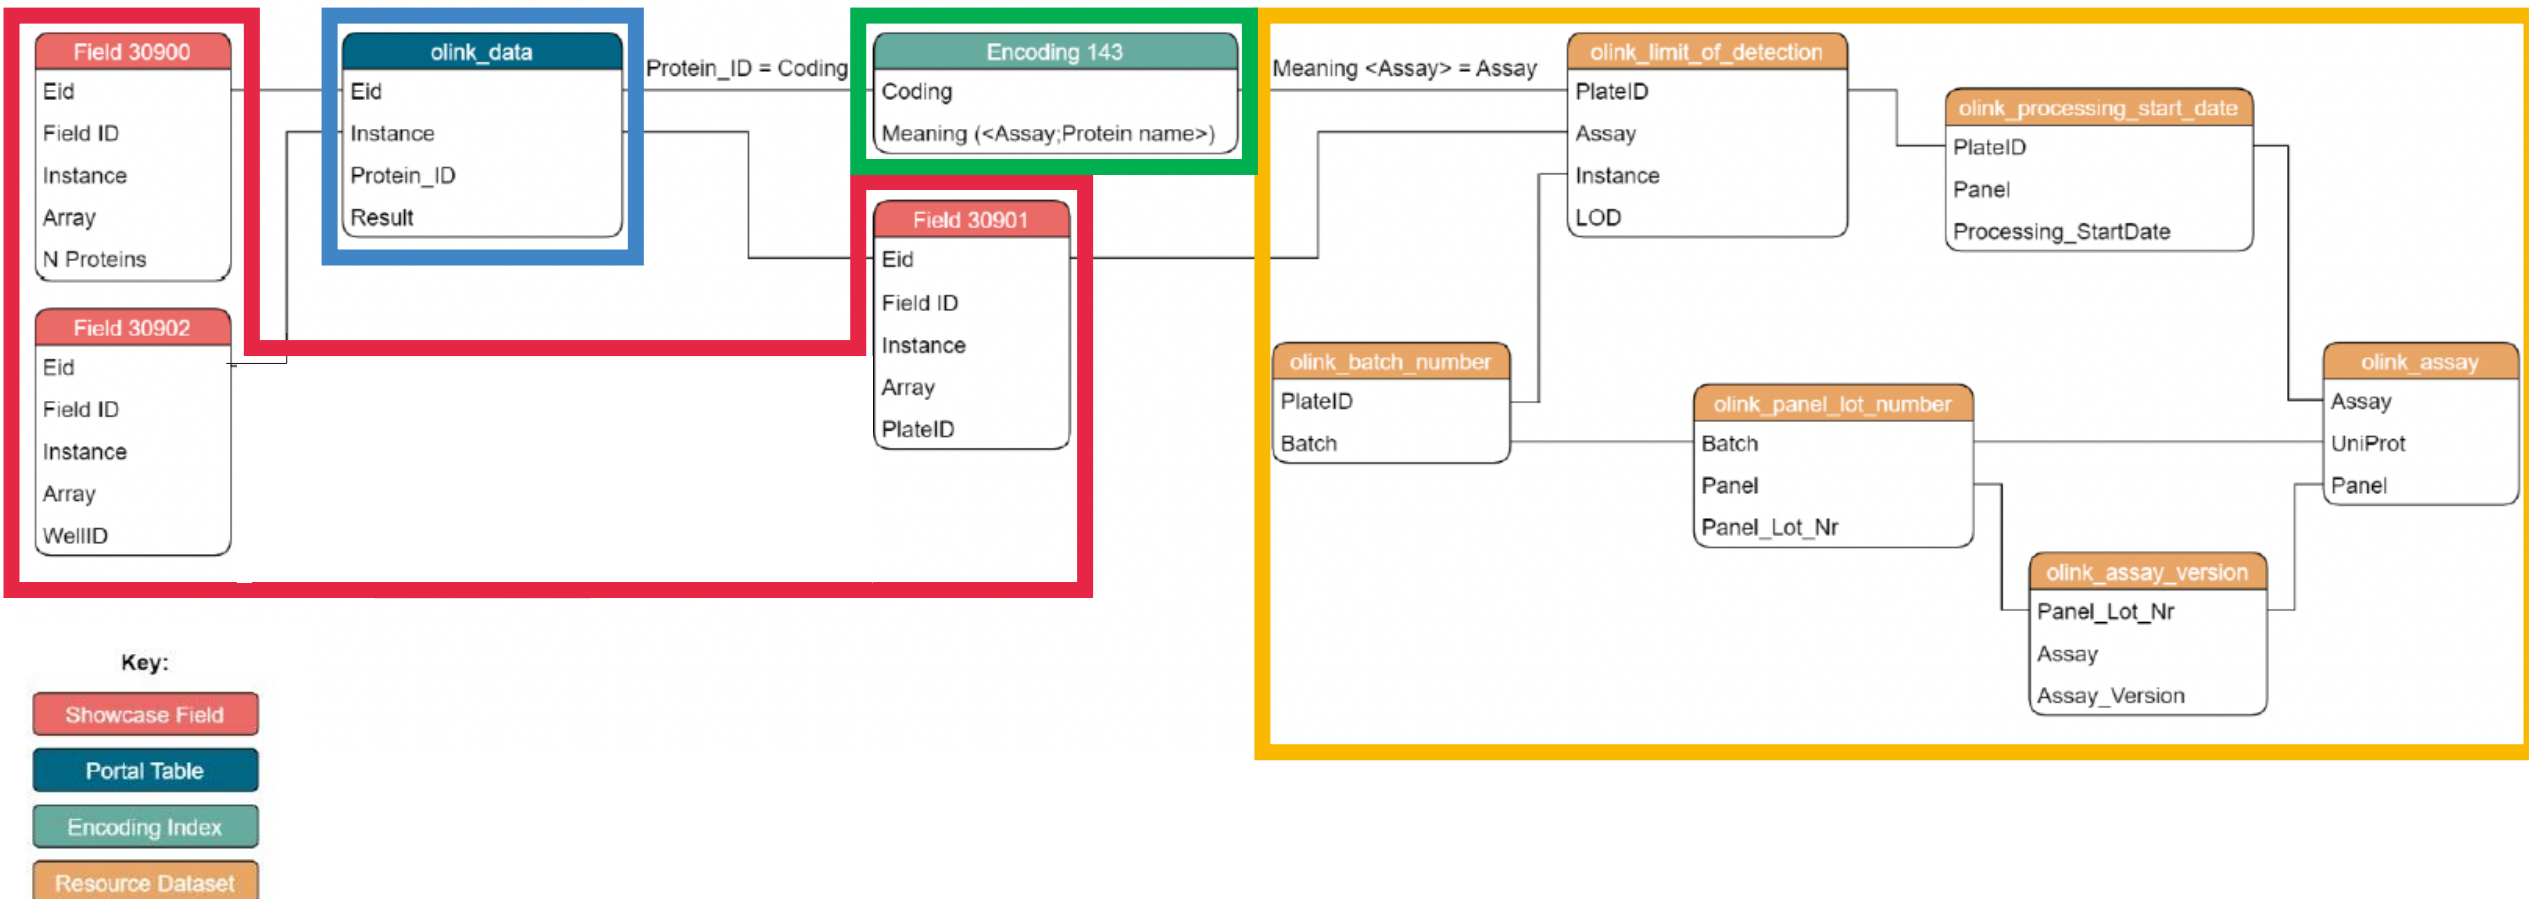 Field 30900
Eid
Field ID
Instance
Array
N Proteins
Field 30902
Eid
Field ID
Instance
Array
WellID
olink_data
Eid
Instance
Protein_ID
Result
Protein_ID = Coding
Encoding 143
Coding
Meaning (<Assay;Protein name>)
Field 30901
Eid
Field ID
Instance
Array
PlateID
Meaning <Assay> = Assay
olink_limit_of_detection
PlateID
Assay
Instance
LOD
olink_processing_start_date
PlateID
Panel
Processing_StartDate
olink_batch_number
PlateID
Batch
olink_panel_lot_number
Batch
Panel
Panel_Lot_Nr
olink_assay
Assay
UniProt
Panel
olink_assay_version
Panel_Lot_Nr
Assay
Assay_Version
Key:
Showcase Field
Portal Table
Encoding Index
Resource Dataset